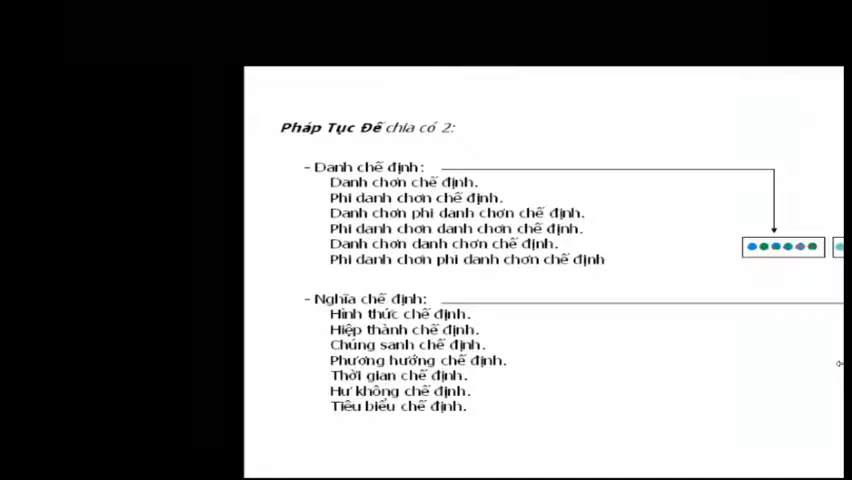 Pháp Tục Đế chia có 2:
- Danh chế định:
Danh chơn chế định.
Phi danh chơn chế định.
Danh chơn phi danh chơn chế định.
Phi danh chơn danh chơn chế định.
Danh chơn danh chơn chế định.
Phi danh chơn phi danh chơn chế định
- Nghĩa chế định:
Hình thức chế định.
Hiệp thành chế định.
Chúng sanh chế định.
Phương hướng chế định.
Thời gian chế định.
Hư không chế định.
Tiêu biểu chế định.